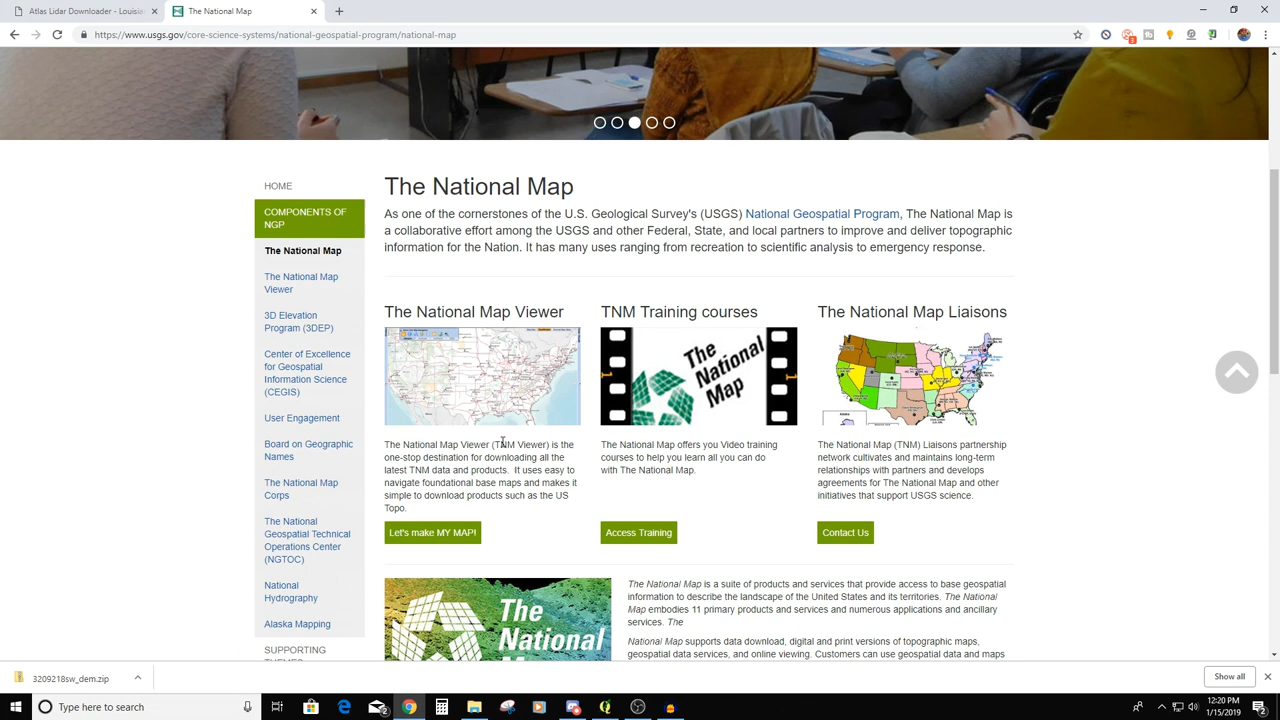 Atlas Lidar Downloader - Louisia
The National Map
https://www.usgs.gov/core-science-systems/national-geospatial-program/national-map
HOME
COMPONENTS OF
NGP
The National Map
The National Map
Viewer
3D Elevation
Program (3DEP)
Center of Excellence
for Geospatial
Information Science
(CEGIS)
User Engagement
Board on Geographic
Names
The National Map
Corps
The National
Geospatial Technical
Operations Center
(NGTOC)
National
Hydrography
Alaska Mapping
SUPPORTING
THEMES
The National Map
As one of the cornerstones of the U.S. Geological Survey's (USGS) National Geospatial Program, The National Map is
a collaborative effort among the USGS and other Federal, State, and local partners to improve and deliver topographic
information for the Nation. It has many uses ranging from recreation to scientific analysis to emergency response.
The National Map Viewer
The National Map Viewer (TNM Viewer) is the
one-stop destination for downloading all the
latest TNM data and products. It uses easy to
navigate foundational base maps and makes it
simple to download products such as the US
Topo.
Let's make MY MAP!
TNM Training courses
The
National
Map
The National Map offers you Video training
courses to help you learn all you can do
with The National Map.
Access Training
The National Map Liaisons
The National Map (TNM) Liaisons partnership
network cultivates and maintains long-term
relationships with partners and develops
agreements for The National Map and other
initiatives that support USGS science.
Contact Us
The
National
The National Map is a suite of products and services that provide access to base geospatial
information to describe the landscape of the United States and its territories. The National
Map embodies 11 primary products and services and numerous applications and ancillary
services. The
National Map supports data download, digital and print versions of topographic maps,
geospatial data services, and online viewing. Customers can use geospatial data and maps
3209218sw_dem.zip
Show all
Type here to search
12:20 PM
1/15/2019